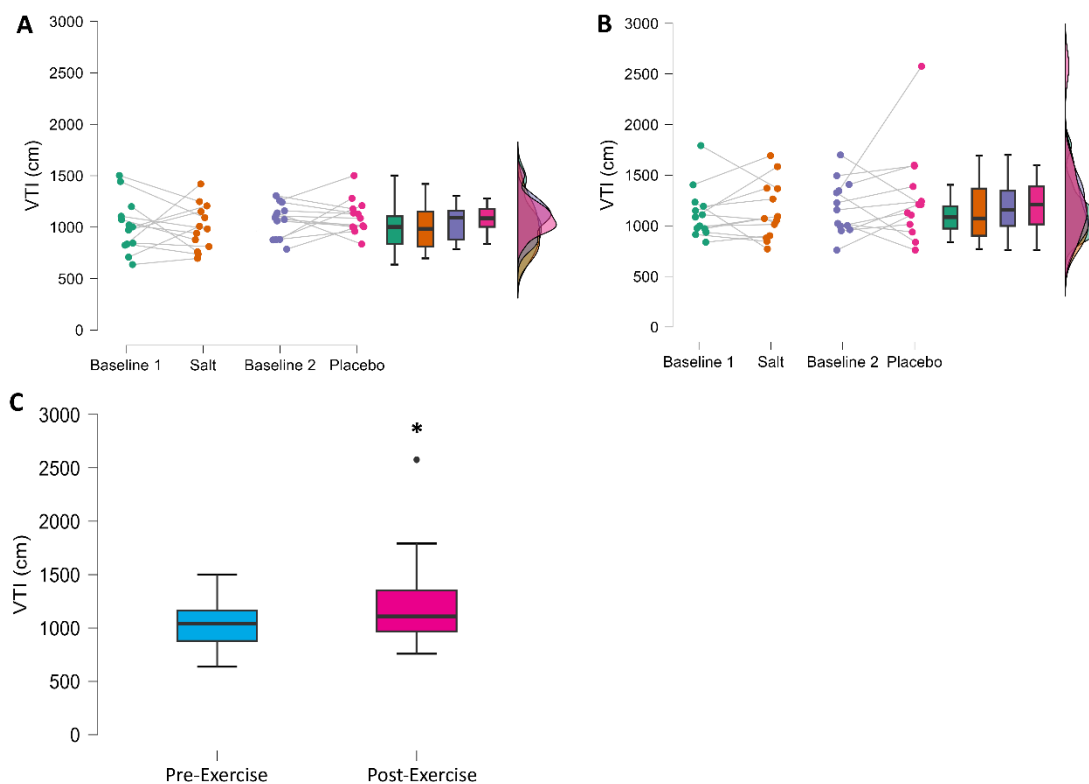 A
VTI (cm)
3000
2500
2000
1500
1000
500
0
Baseline 1 Salt Baseline 2 Placebo
B
VTI (cm)
3000
2500
2000
1500
1000
500
0
Baseline 1 Salt Baseline 2 Placebo
C
VTI (cm)
3000
2500
2000
1500
1000
500
0
*
Pre-Exercise Post-Exercise